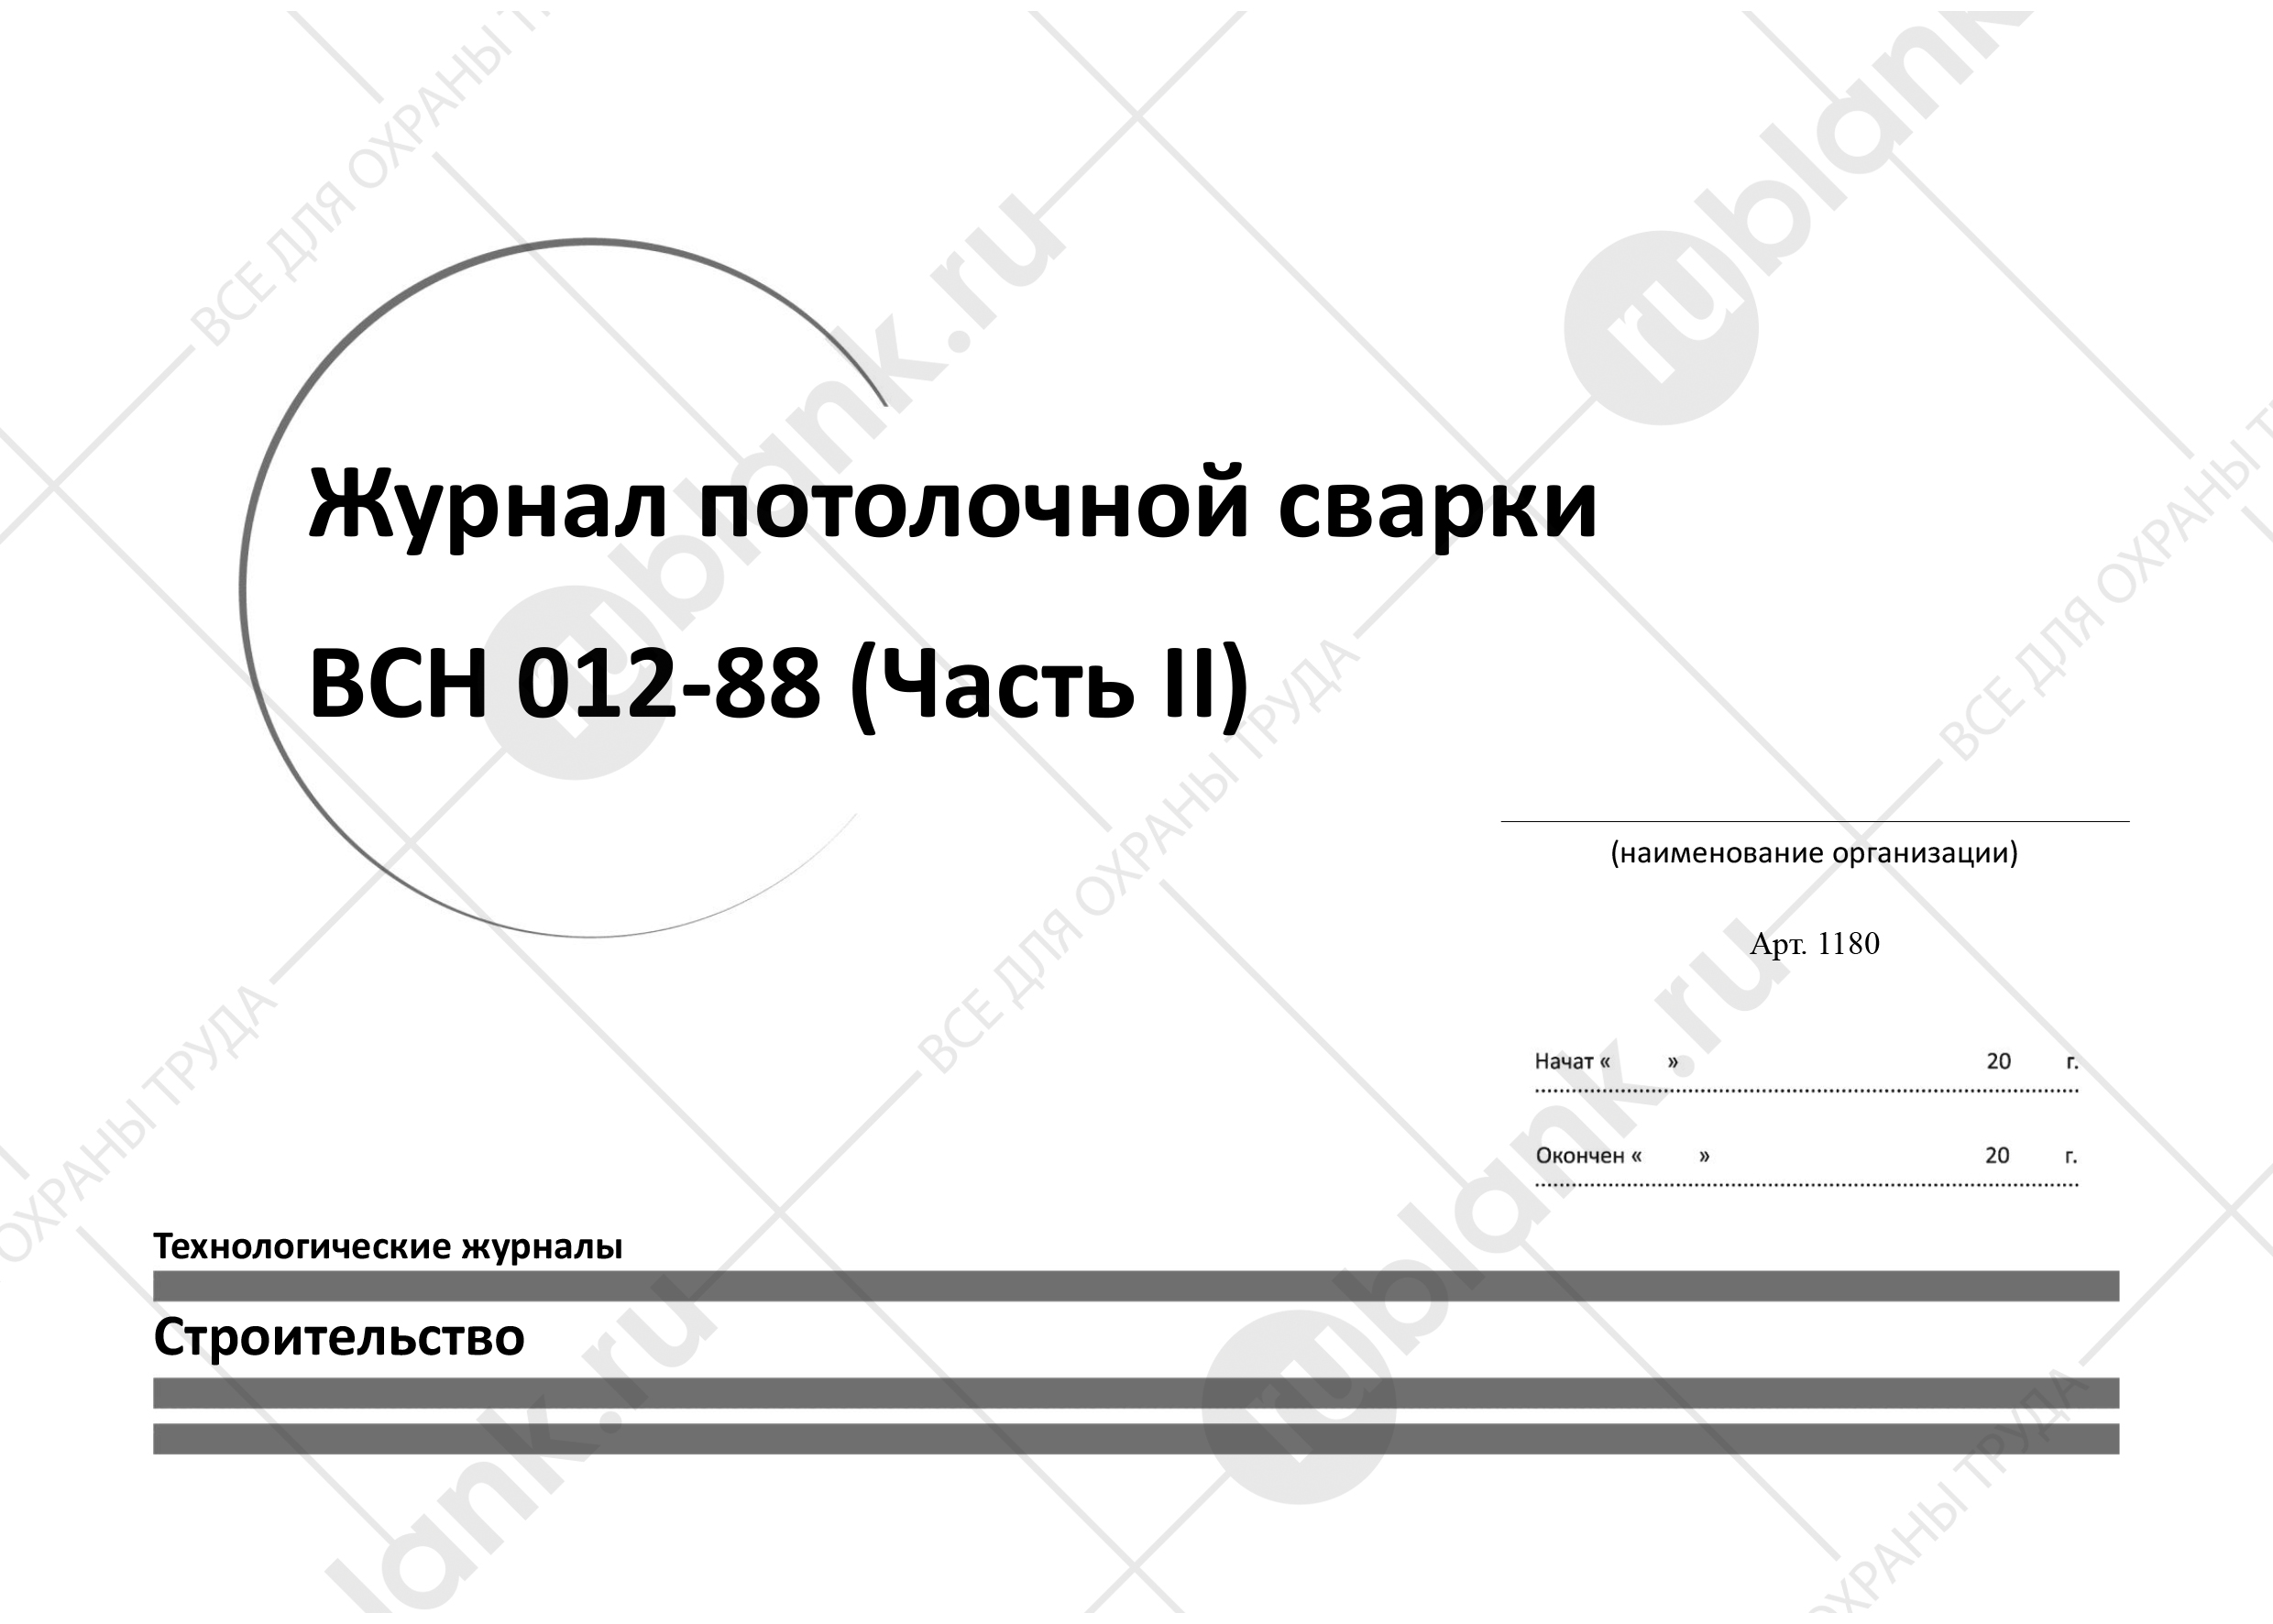 Журнал потолочной сварки
ВСН 012-88 (Часть II)
(наименование организации)
Арт. 1180
Начат « » 20 г.
Окончен « » 20 г.
Технологические журналы
Строительство
rublank.ru
ВСЕ ДЛЯ ОХРАНЫ ТРУДА